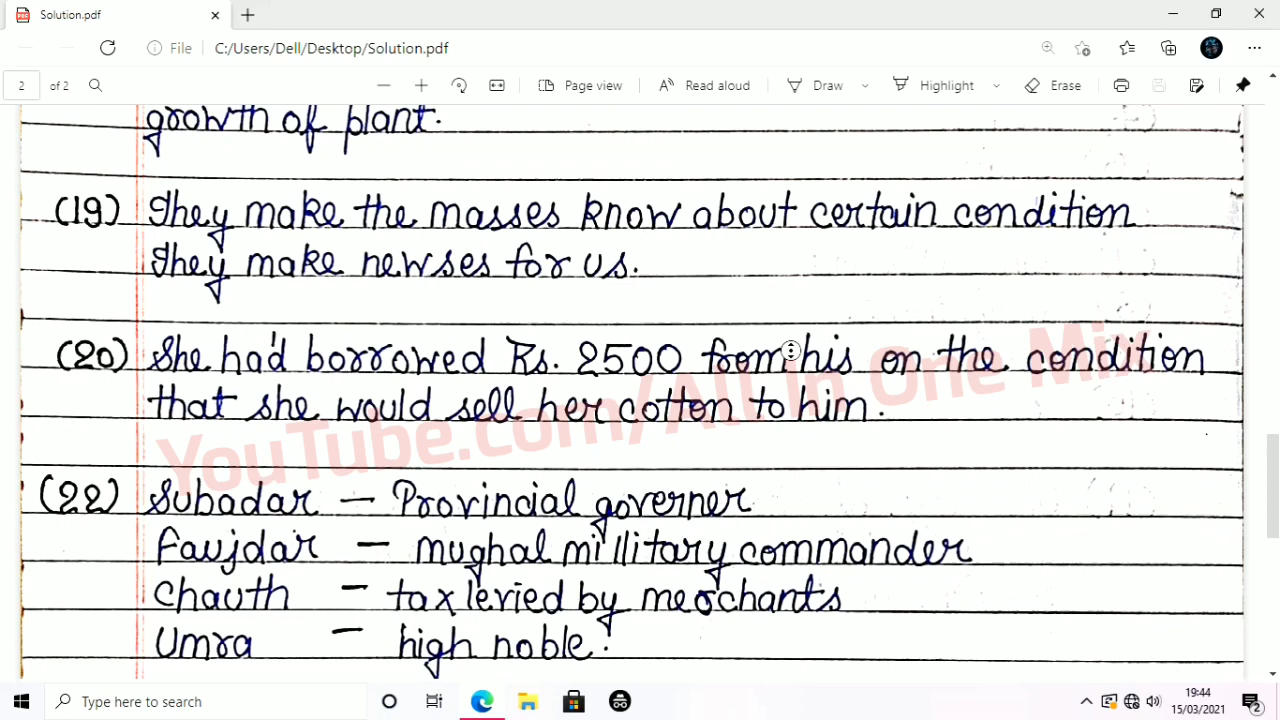 Solution.pdf
File
C:/Users/Dell/Desktop/Solution.pdf
2 of 2
Page view
Read aloud
Draw
Highlight
Erase
growth of plant.
(19) They make the masses know about certain condition
They make newses for us.
(20) She had borrowed Rs. 2500 from his on the condition
that she would sell her cotton to him.
YouTube.com/All In One Mix
(22) Subadar - Provincial governer
Faujdar - mughal millitary commander
Chauth - tax levied by merchants
Umra - high noble.
Type here to search
19:44
15/03/2021
2